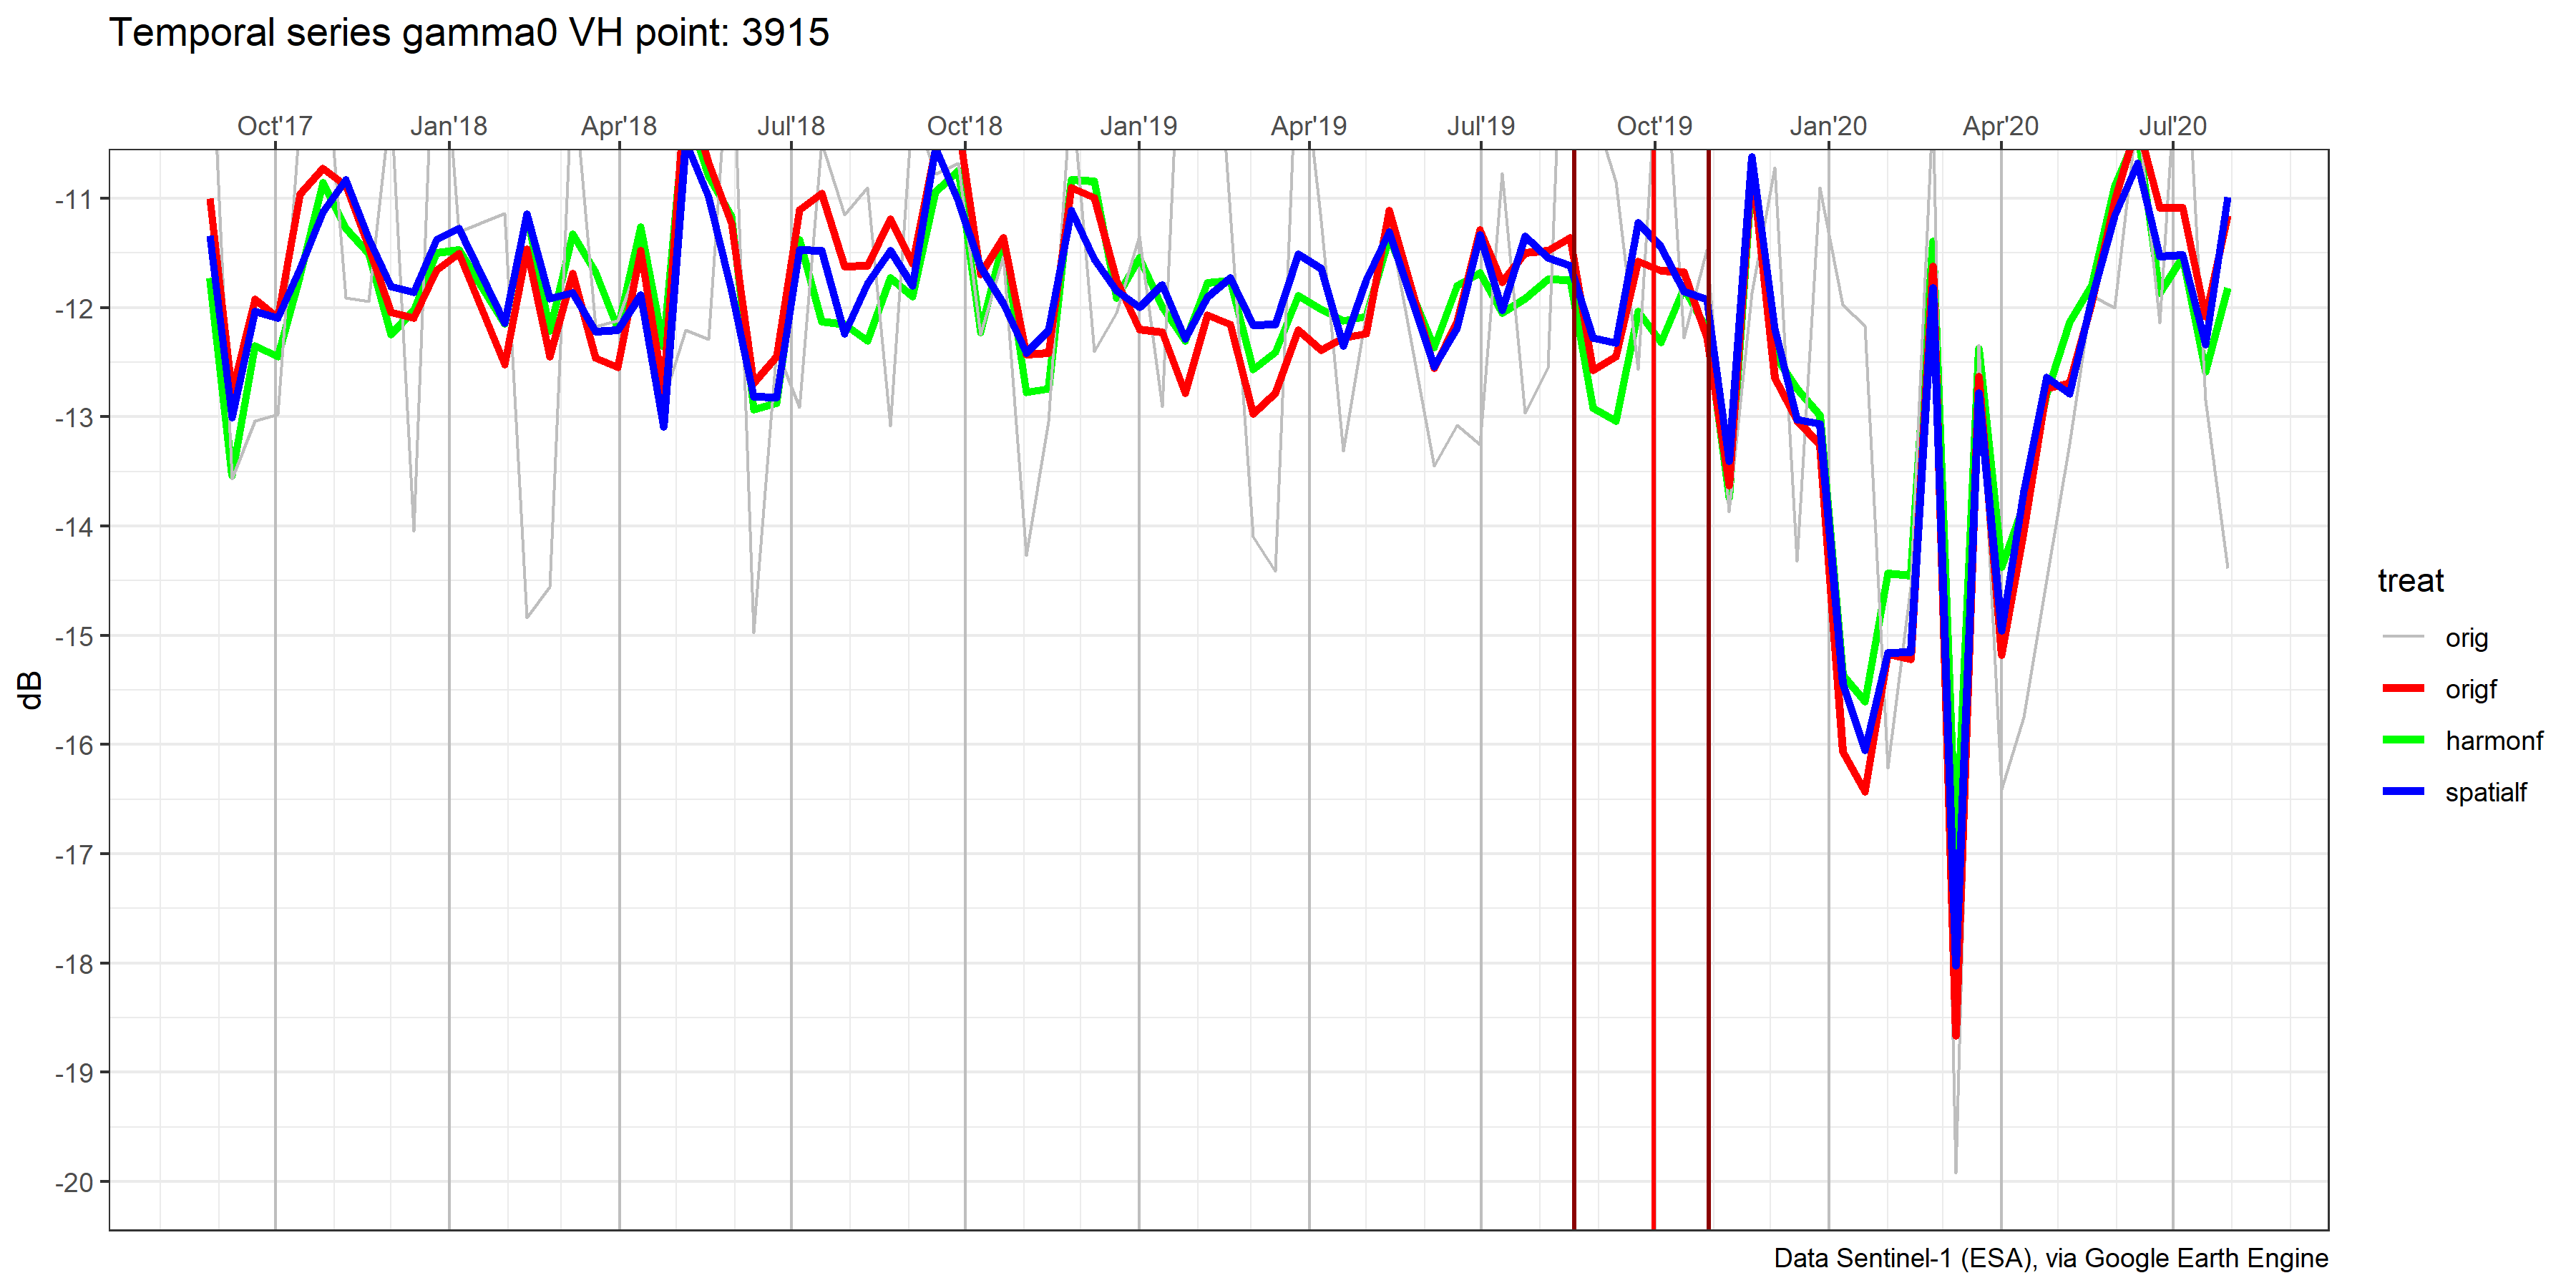 Temporal series gamma0 VH point: 3915
Oct'17 Jan'18 Apr'18 Jul'18 Oct'18 Jan'19 Apr'19 Jul'19 Oct'19 Jan'20 Apr'20 Jul'20
-11
-12
-13
-14
-15
-16
-17
-18
-19
-20
dB
treat
orig
origf
harmonf
spatialf
Data Sentinel-1 (ESA), via Google Earth Engine